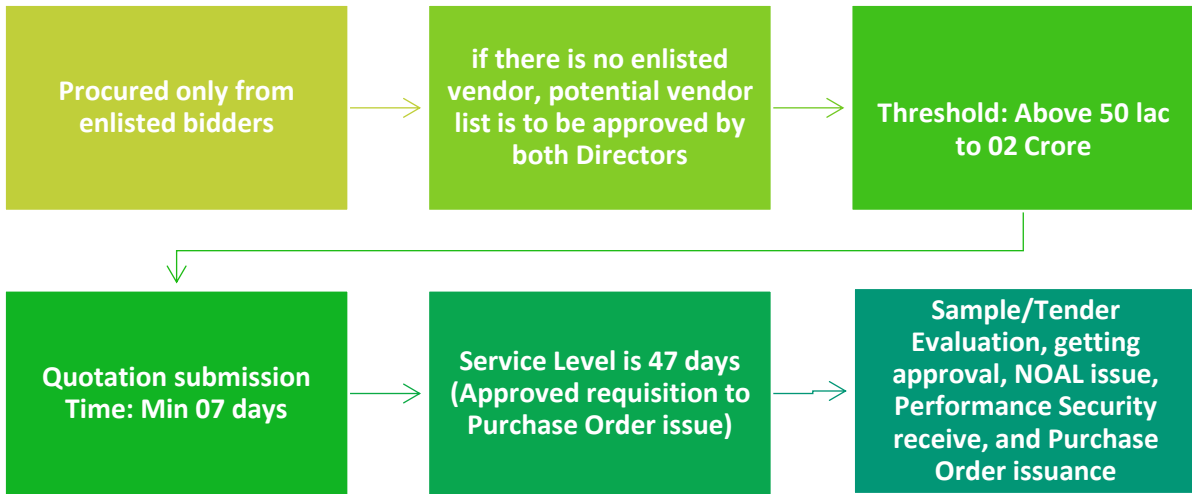 Procured only from
enlisted bidders
if there is no enlisted
vendor, potential vendor
list is to be approved by
both Directors
Threshold: Above 50 lac
to 02 Crore
Quotation submission
Time: Min 07 days
Service Level is 47 days
(Approved requisition to
Purchase Order issue)
Sample/Tender
Evaluation, getting
approval, NOAL issue,
Performance Security
receive, and Purchase
Order issuance